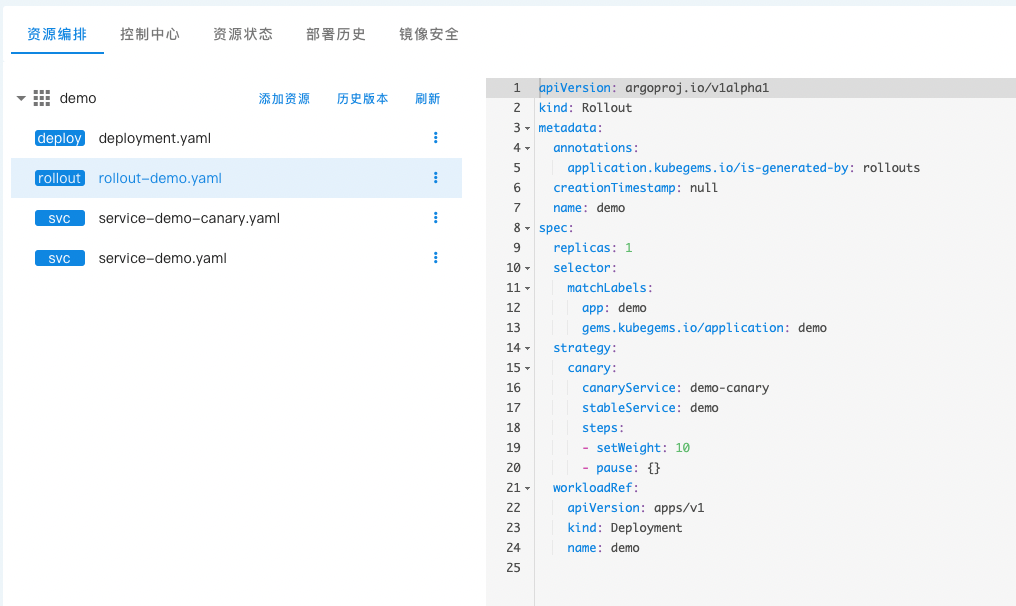 资源编排 控制中心 资源状态 部署历史 镜像安全
demo 添加资源 历史版本 刷新
deploy deployment.yaml
rollout rollout-demo.yaml
svc service-demo-canary.yaml
svc service-demo.yaml
1 apiVersion: argoproj.io/v1alpha1
2 kind: Rollout
3 metadata:
4   annotations:
5     application.kubegems.io/is-generated-by: rollouts
6   creationTimestamp: null
7   name: demo
8 spec:
9   replicas: 1
10   selector:
11     matchLabels:
12       app: demo
13       gems.kubegems.io/application: demo
14   strategy:
15     canary:
16       canaryService: demo-canary
17       stableService: demo
18       steps:
19       - setWeight: 10
20       - pause: {}
21   workloadRef:
22     apiVersion: apps/v1
23     kind: Deployment
24     name: demo
25